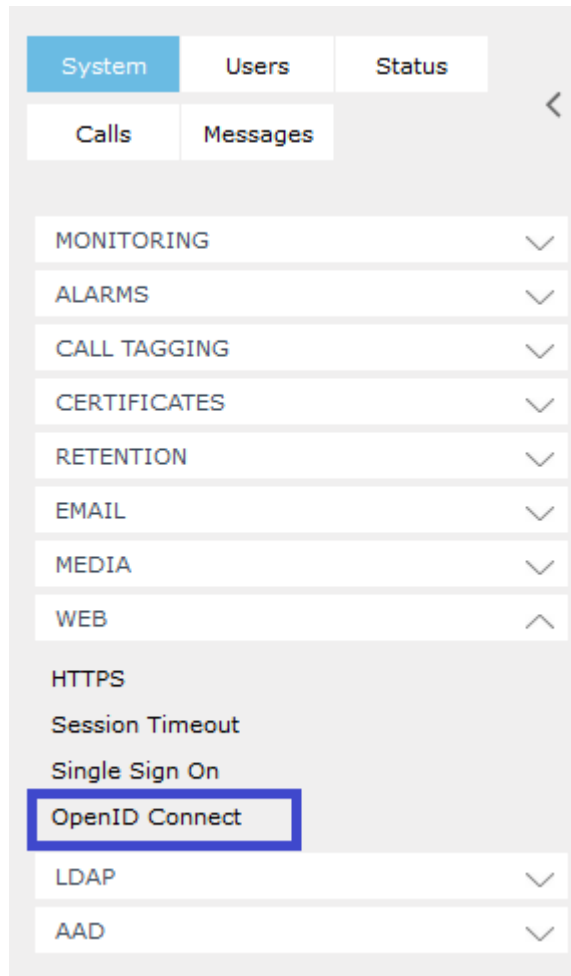 System Users Status
Calls Messages
MONITORING
ALARMS
CALL TAGGING
CERTIFICATES
RETENTION
EMAIL
MEDIA
WEB
HTTPS
Session Timeout
Single Sign On
OpenID Connect
LDAP
AAD